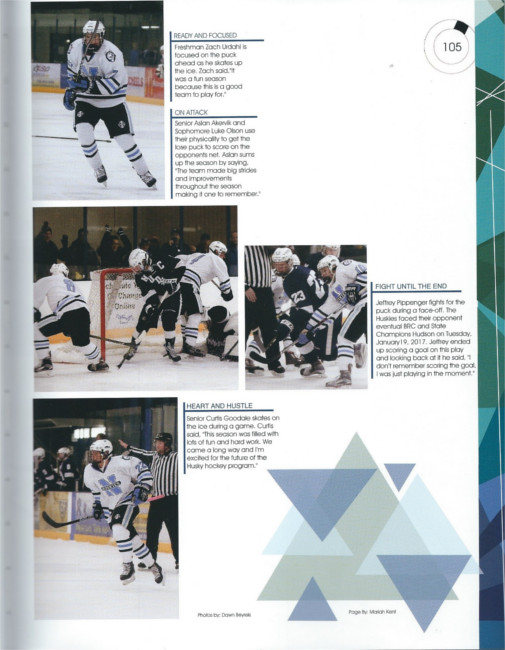 105
READY AND FOCUSED
Freshman Zach Urdahl is
focused on the puck
ahead as he skates up
the ice. Zach said,"It
was a fun season
because this is a good
team to play for."
ON ATTACK
Senior Aslan Akervik and
Sophomore Luke Olson use
their physicality to get the
lose puck to score on the
opponents net. Aslan sums
up the season by saying,
"The team made big strides
and improvements
throughout the season
making it one to remember."
FIGHT UNTIL THE END
Jeffrey Pippenger fights for the
puck during a face-off. The
Huskies faced their opponent
eventual BRC and State
Champions Hudson on Tuesday,
January19, 2017. Jeffrey ended
up scoring a goal on this play
and looking back at it he said, "I
don't remember scoring the goal,
I was just playing in the moment."
HEART AND HUSTLE
Senior Curtis Goodale skates on
the ice during a game. Curtis
said, "This season was filled with
lots of fun and hard work. We
came a long way and I'm
excited for the future of the
Husky hockey program."
Photos by: Dawn Beyreis
Page By: Mariah Kent